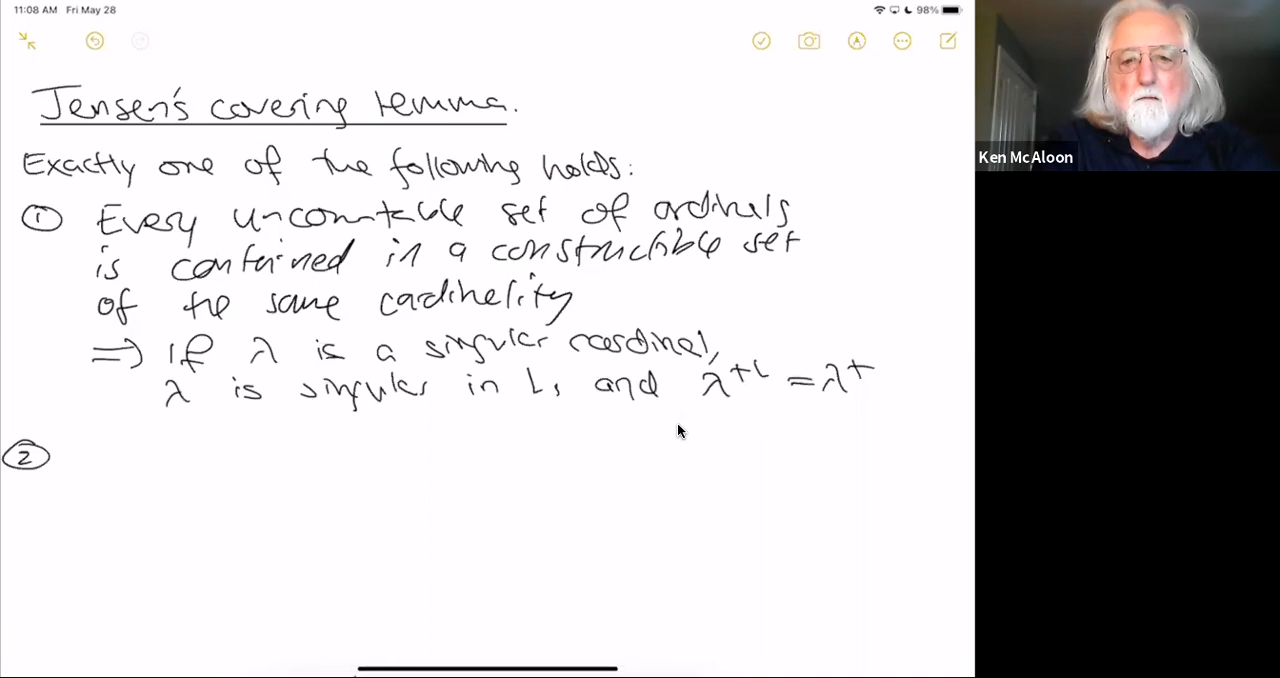 11:08 AM Fri May 28
98%
Jensen's covering lemma.
Exactly one of the following holds:
① Every uncountable set of ordinals
is contained in a constructible set
of the same cardinality
⇒ If λ is a singular cardinal,
λ is singular in L, and λ⁺ᴸ = λ⁺
②
Ken McAloon